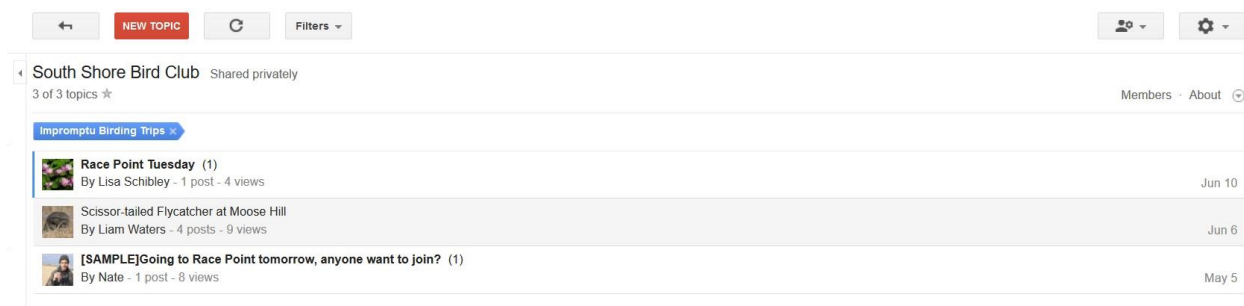 NEW TOPIC
Filters
South Shore Bird Club Shared privately
3 of 3 topics
Members · About
Impromptu Birding Trips ×
Race Point Tuesday (1)
By Lisa Schibley - 1 post - 4 views
Jun 10
Scissor-tailed Flycatcher at Moose Hill
By Liam Waters - 4 posts - 9 views
Jun 6
[SAMPLE]Going to Race Point tomorrow, anyone want to join? (1)
By Nate - 1 post - 8 views
May 5